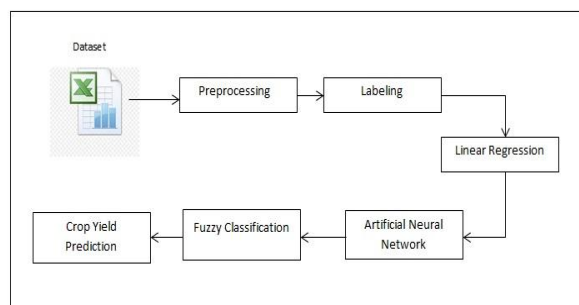 Dataset
Preprocessing
Labeling
Linear Regression
Artificial Neural
Network
Fuzzy Classification
Crop Yield
Prediction